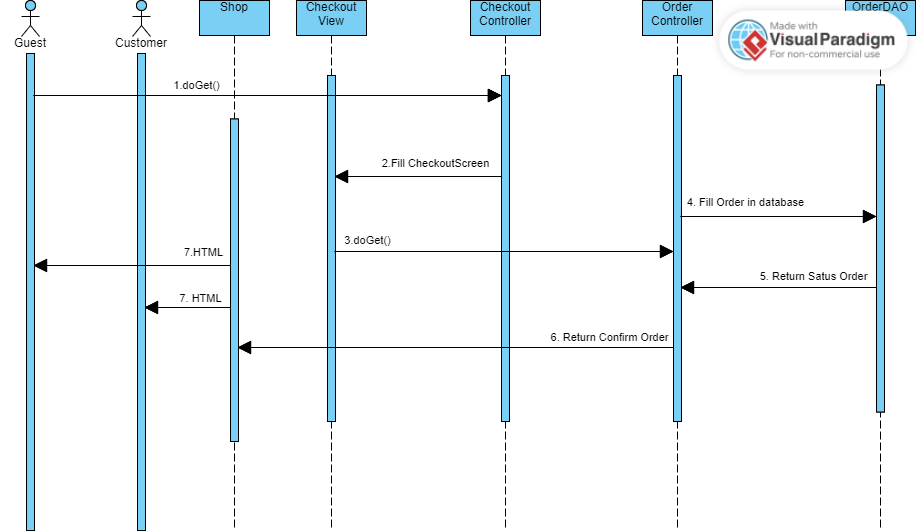 Guest
Customer
Shop
Checkout
View
Checkout
Controller
Order
Controller
OrderDAO
Made with
VisualParadigm
For non-commercial use
1.doGet()
2.Fill CheckoutScreen
4. Fill Order in database
3.doGet()
7.HTML
5. Return Satus Order
7. HTML
6. Return Confirm Order